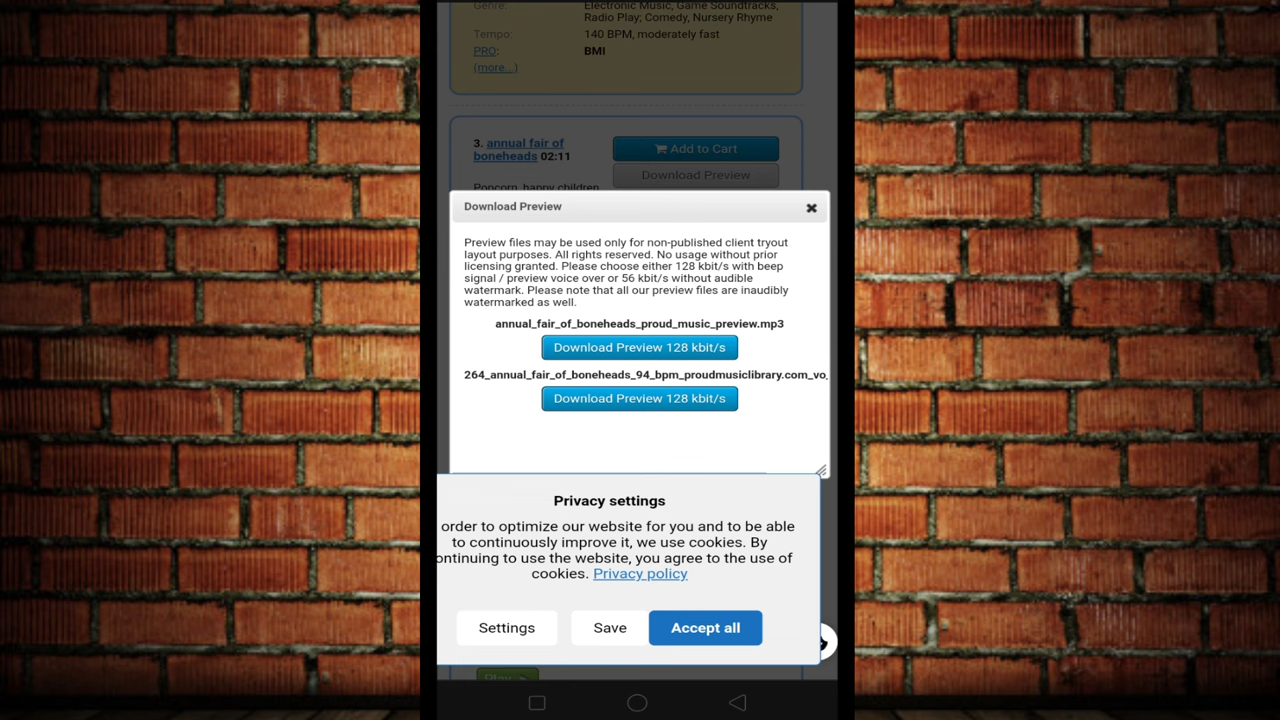 Genre:
Electronic Music, Game Soundtracks,
Radio Play; Comedy, Nursery Rhyme
Tempo:
140 BPM, moderately fast
PRO:
BMI
(more...)
3. annual fair of
boneheads 02:11
Add to Cart
Download Preview
Popcorn, happy children
Download Preview
Preview files may be used only for non-published client tryout
layout purposes. All rights reserved. No usage without prior
licensing granted. Please choose either 128 kbit/s with beep
signal / preview voice over or 56 kbit/s without audible
watermark. Please note that all our preview files are inaudibly
watermarked as well.
annual_fair_of_boneheads_proud_music_preview.mp3
Download Preview 128 kbit/s
264_annual_fair_of_boneheads_94_bpm_proudmusiclibrary.com_vo
Download Preview 128 kbit/s
Privacy settings
order to optimize our website for you and to be able
to continuously improve it, we use cookies. By
ontinuing to use the website, you agree to the use of
cookies. Privacy policy
Settings
Save
Accept all
Play